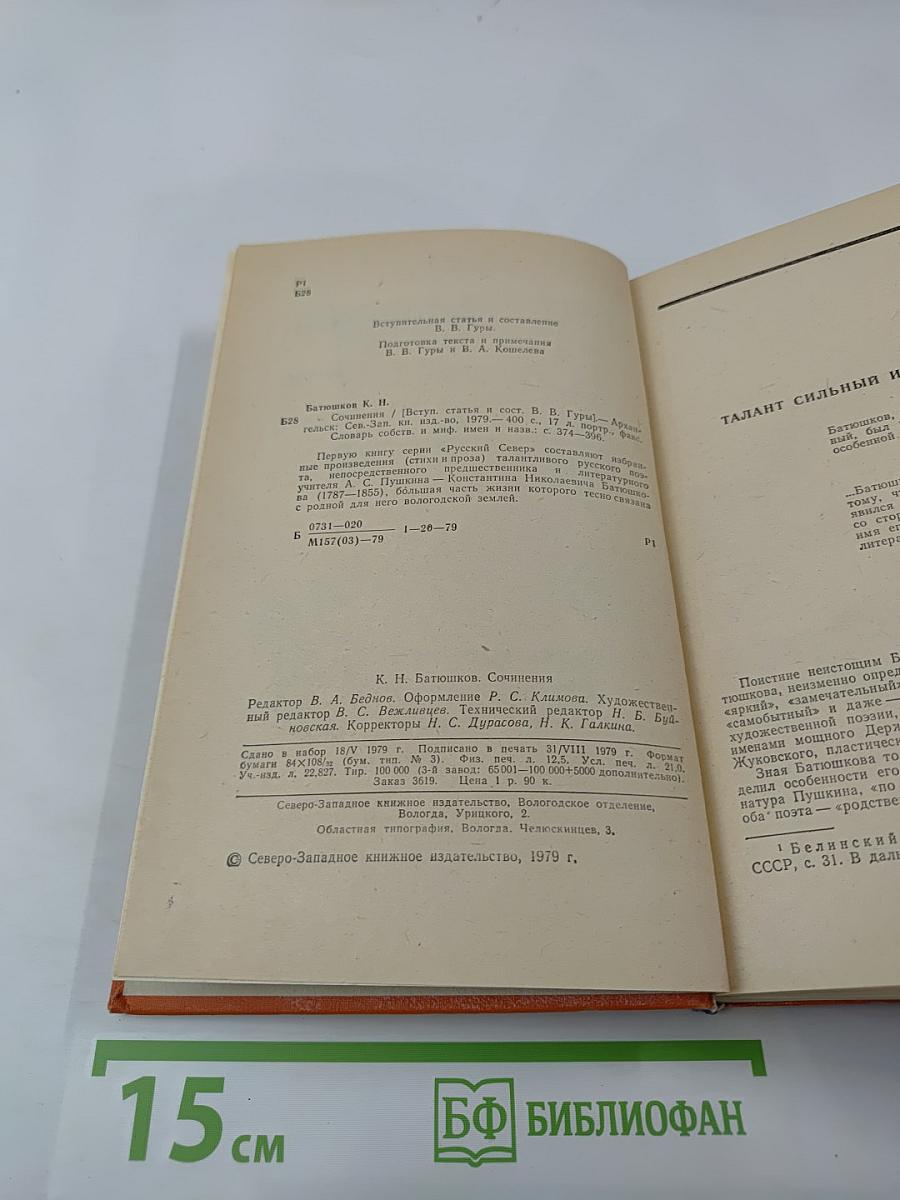 Р1
Б28
Вступительная статья и составление
В. В. Гуры.
Подготовка текста и примечания
В. В. Гуры и В. А. Кошелева
Батюшков К. Н.
Б28 Сочинения / [Вступ. статья и сост. В. В. Гуры].— Архан-
гельск: Сев.-Зап. кн. изд.-во, 1979.— 400 с., 17 л. портр., факс.
Словарь собств. и миф. имен и назв.: с. 374—396.
Первую книгу серии «Русский Север» составляют избран-
ные произведения (стихи и проза) талантливого русского поэ-
та, непосредственного предшественника и литературного
учителя А. С. Пушкина — Константина Николаевича Батюшко-
ва (1787—1855), бóльшая часть жизни которого тесно связана
с родной для него вологодской землей.
Б 0731—020 1—20—79
М157(03)—79
Р1
К. Н. Батюшков. Сочинения
Редактор В. А. Беднов. Оформление Р. С. Климова. Художествен-
ный редактор В. С. Вежливцев. Технический редактор Н. Б. Буй-
новская. Корректоры Н. С. Дурасова, Н. К. Галкина.
Сдано в набор 18/V 1979 г. Подписано в печать 31/VIII 1979 г. Формат
бумаги 84×108/32 (бум. тип. № 3). Физ. печ. л. 12,5. Усл. печ. л. 21,0.
Уч.-изд. л. 22,827. Тир. 100 000 (3-й завод: 65 001—100 000+5000 дополнительно).
Заказ 3619. Цена 1 р. 90 к.
Северо-Западное книжное издательство, Вологодское отделение,
Вологда, Урицкого, 2.
Областная типография, Вологда, Челюскинцев, 3.
© Северо-Западное книжное издательство, 1979 г.
ТАЛАНТ СИЛЬНЫЙ И
Батюшков,
ный, был
особенной
...Батюш
тому, ч
явился
со стор
имя ег
литера
Поистине неистощим Б
тюшкова, неизменно опред
«яркий», «замечательный»
«самобытный» и даже —
художественной поэзии,
именами мощного Держ
Жуковского, пластическ
Зная Батюшкова то
делил особенности его
натура Пушкина, «по
оба поэта — «родстве
1 Белинский
СССР, с. 31. В даль
15 см
БФ БИБЛИОФАН